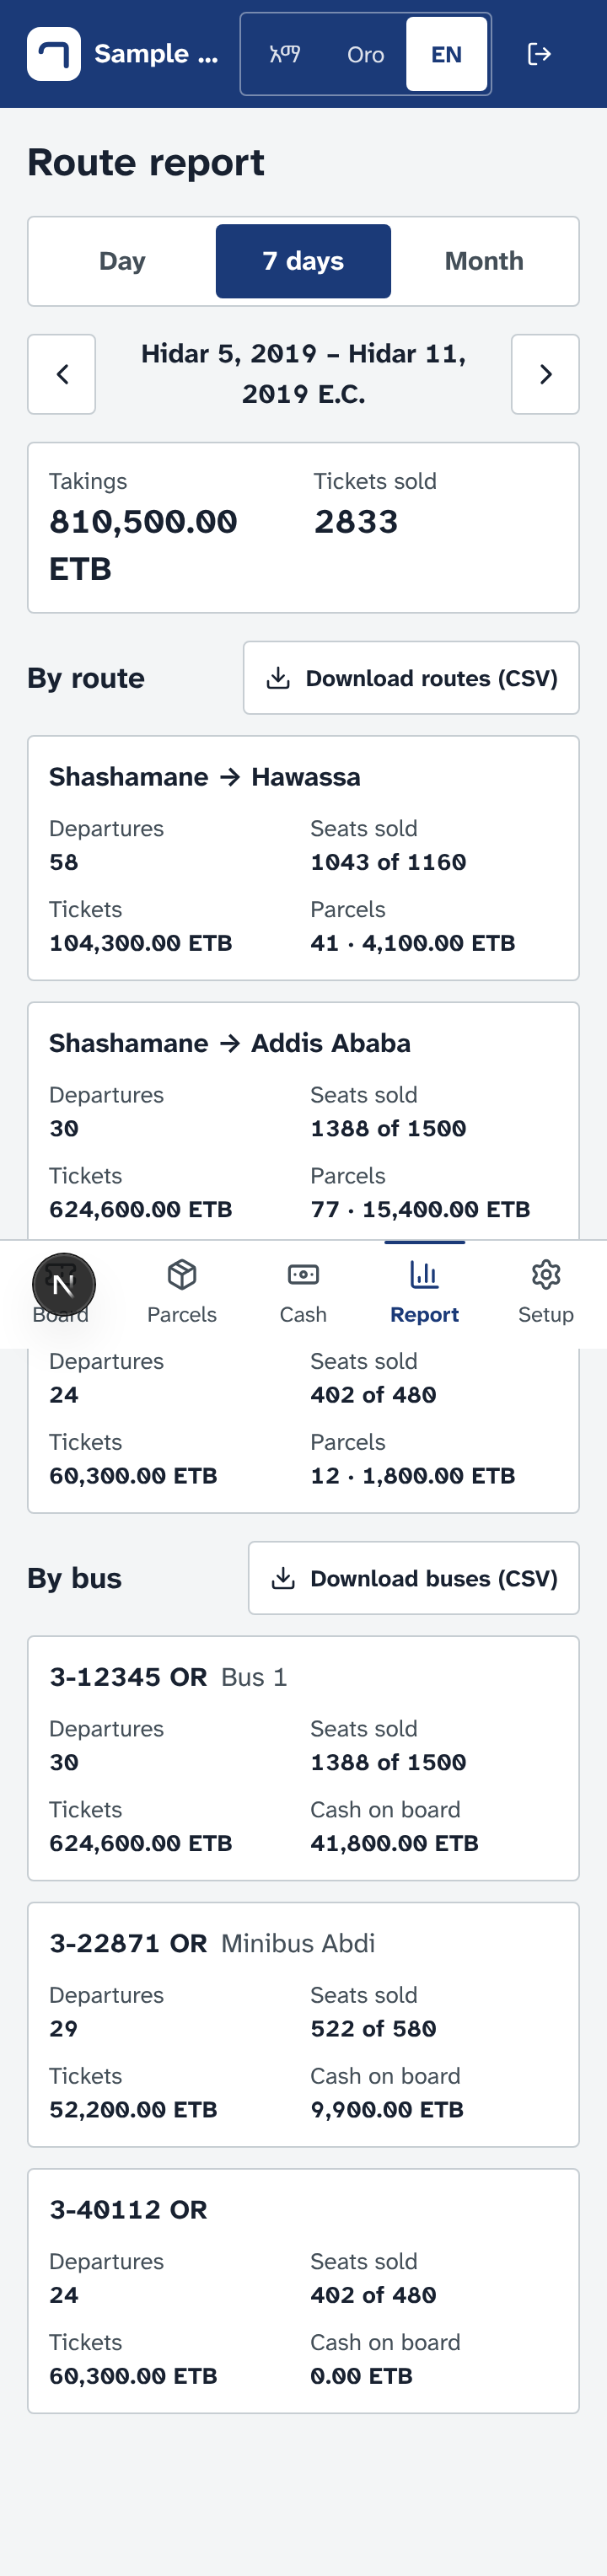 Sample ...
አማ
Oro
EN
Route report
Day
7 days
Month
Hidar 5, 2019 – Hidar 11,
2019 E.C.
Takings
Tickets sold
810,500.00
ETB
2833
By route
Download routes (CSV)
Shashamane → Hawassa
Departures
Seats sold
58
1043 of 1160
Tickets
Parcels
104,300.00 ETB
41 · 4,100.00 ETB
Shashamane → Addis Ababa
Departures
Seats sold
30
1388 of 1500
Tickets
Parcels
624,600.00 ETB
77 · 15,400.00 ETB
N
Board
Parcels
Cash
Report
Setup
Departures
Seats sold
24
402 of 480
Tickets
Parcels
60,300.00 ETB
12 · 1,800.00 ETB
By bus
Download buses (CSV)
3-12345 OR Bus 1
Departures
Seats sold
30
1388 of 1500
Tickets
Cash on board
624,600.00 ETB
41,800.00 ETB
3-22871 OR Minibus Abdi
Departures
Seats sold
29
522 of 580
Tickets
Cash on board
52,200.00 ETB
9,900.00 ETB
3-40112 OR
Departures
Seats sold
24
402 of 480
Tickets
Cash on board
60,300.00 ETB
0.00 ETB